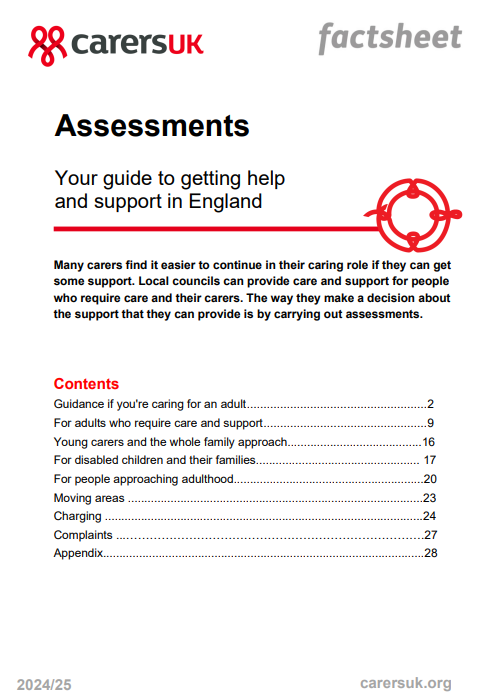 carersUK
factsheet
Assessments
Your guide to getting help
and support in England
Many carers find it easier to continue in their caring role if they can get
some support. Local councils can provide care and support for people
who require care and their carers. The way they make a decision about
the support that they can provide is by carrying out assessments.
Contents
Guidance if you're caring for an adult.......................................................2
For adults who require care and support..................................................9
Young carers and the whole family approach.........................................16
For disabled children and their families.................................................. 17
For people approaching adulthood..........................................................20
Moving areas ..........................................................................................23
Charging .................................................................................................24
Complaints ...…………………………………………………………………27
Appendix..................................................................................................28
2024/25
carersuk.org